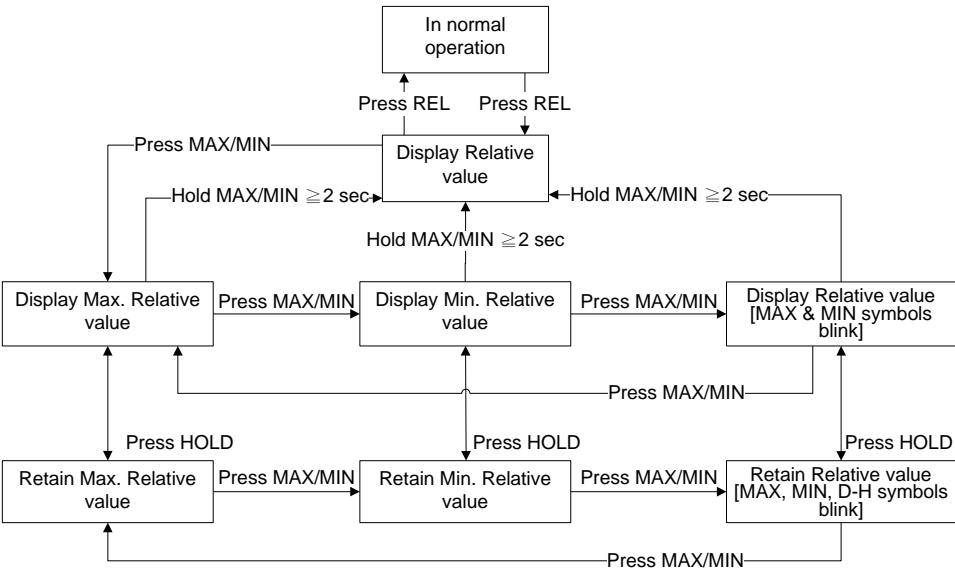 In normal
operation
Press REL
Press REL
Press MAX/MIN
Display Relative
value
Hold MAX/MIN ≧2 sec
Hold MAX/MIN ≧2 sec
Hold MAX/MIN ≧2 sec
Display Max. Relative
value
Press MAX/MIN
Display Min. Relative
value
Press MAX/MIN
Display Relative value
[MAX & MIN symbols
blink]
Press MAX/MIN
Press HOLD
Press HOLD
Press HOLD
Retain Max. Relative
value
Press MAX/MIN
Retain Min. Relative
value
Press MAX/MIN
Retain Relative value
[MAX, MIN, D-H symbols
blink]
Press MAX/MIN